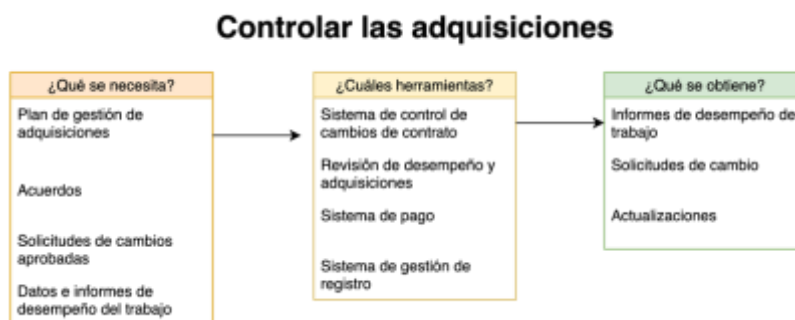 Controlar las adquisiciones
¿Qué se necesita?
Plan de gestión de
adquisiciones
Acuerdos
Solicitudes de cambios
aprobadas
Datos e informes de
desempeño del trabajo
¿Cuáles herramientas?
Sistema de control de
cambios de contrato
Revisión de desempeño y
adquisiciones
Sistema de pago
Sistema de gestión de
registro
¿Qué se obtiene?
Informes de desempeño de
trabajo
Solicitudes de cambio
Actualizaciones